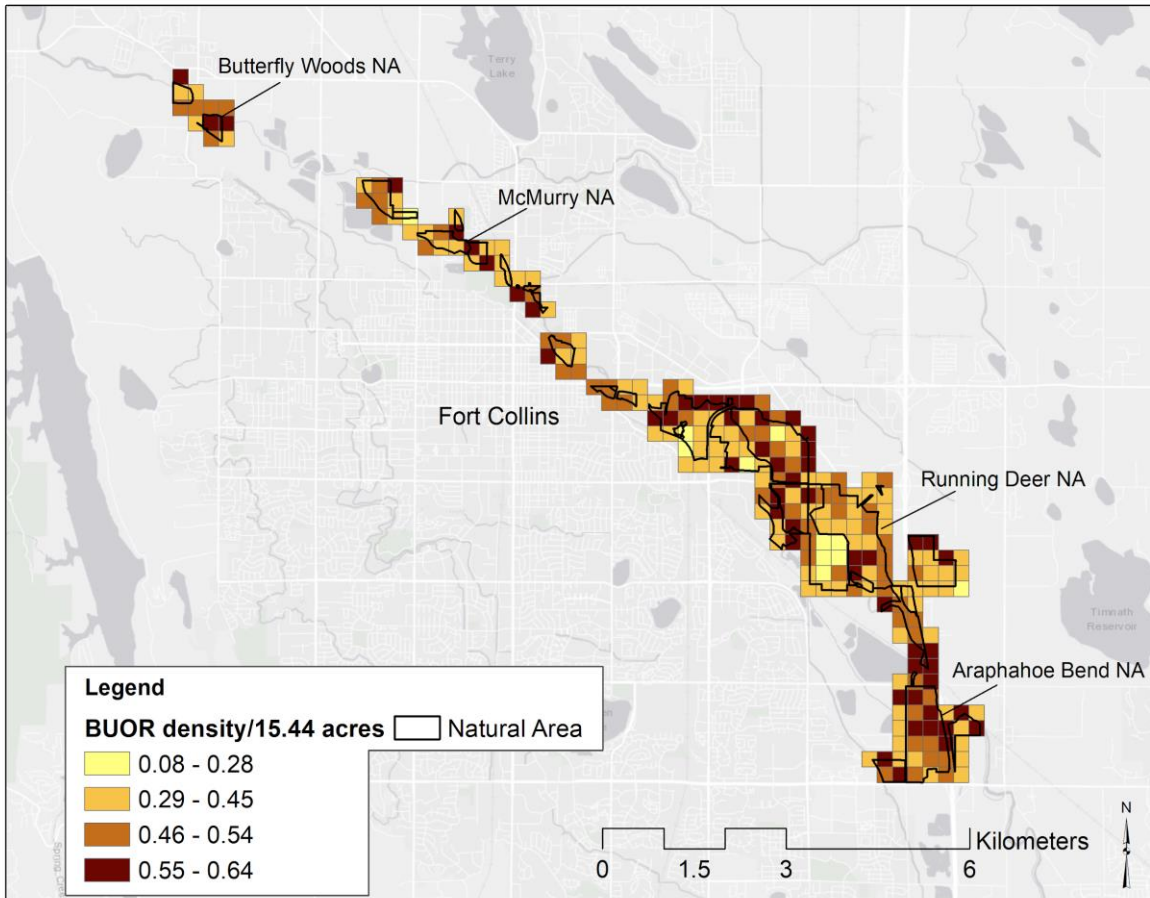 Butterfly Woods NA
Terry
Lake
McMurry NA
Fort Collins
Running Deer NA
Timnath
Reservoir
Araphahoe Bend NA
Legend
BUOR density/15.44 acres
Natural Area
0.08 - 0.28
0.29 - 0.45
0.46 - 0.54
0.55 - 0.64
N
Kilometers
0 1.5 3 6